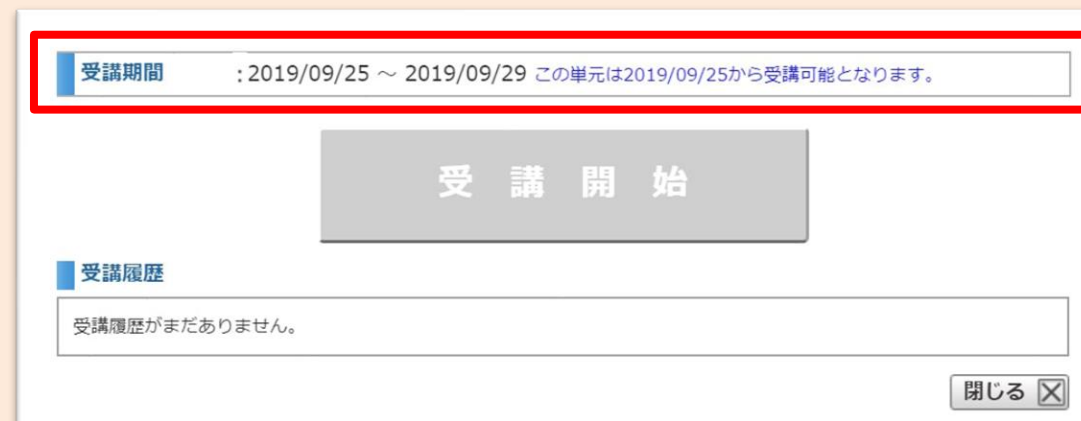 受講期間 : 2019/09/25 ～ 2019/09/29 この単元は2019/09/25から受講可能となります。
受 講 開 始
受講履歴
受講履歴がまだありません。
閉じる